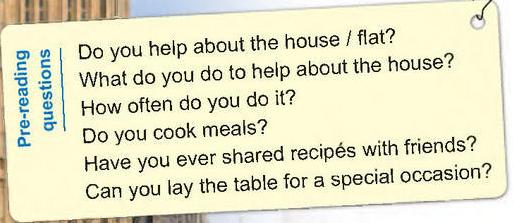 Pre-reading
questions
Do you help about the house / flat?
What do you do to help about the house?
How often do you do it?
Do you cook meals?
Have you ever shared recipés with friends?
Can you lay the table for a special occasion?